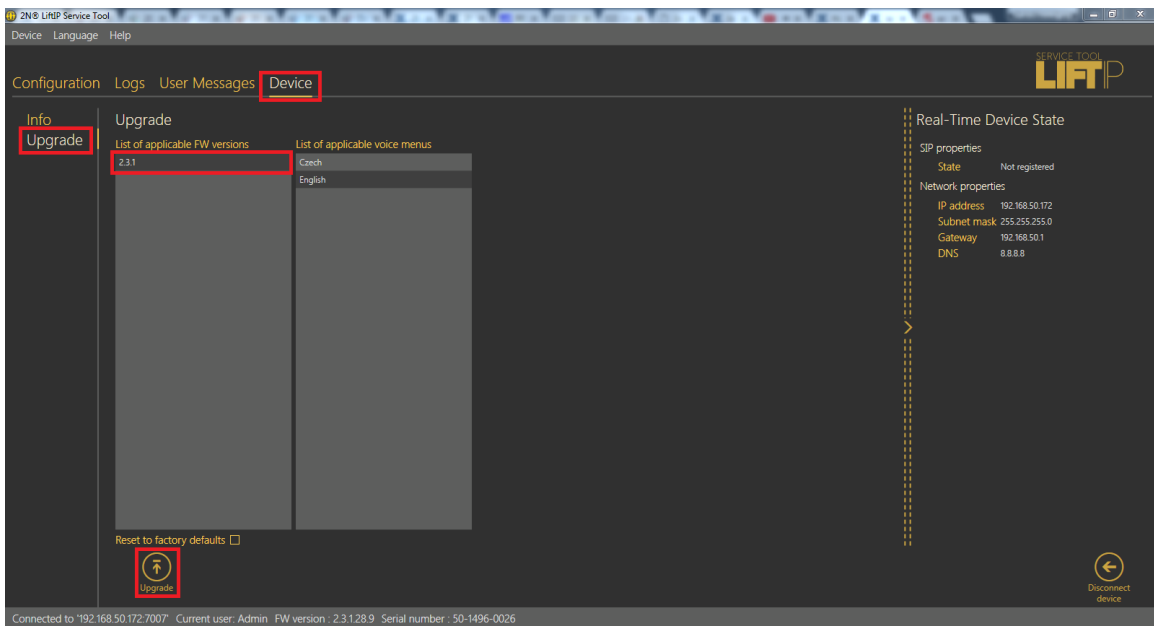 2N® LiftIP Service Tool
Device Language Help
SERVICE TOOL
LIFTIP
Configuration Logs User Messages Device
Info
Upgrade
Upgrade
List of applicable FW versions
2.3.1
List of applicable voice menus
Czech
English
Reset to factory defaults
Upgrade
Real-Time Device State
SIP properties
State Not registered
Network properties
IP address 192.168.50.172
Subnet mask 255.255.255.0
Gateway 192.168.50.1
DNS 8.8.8.8
Disconnect
device
Connected to '192.168.50.172:7007' Current user: Admin FW version : 2.3.1.28.9 Serial number : 50-1496-0026